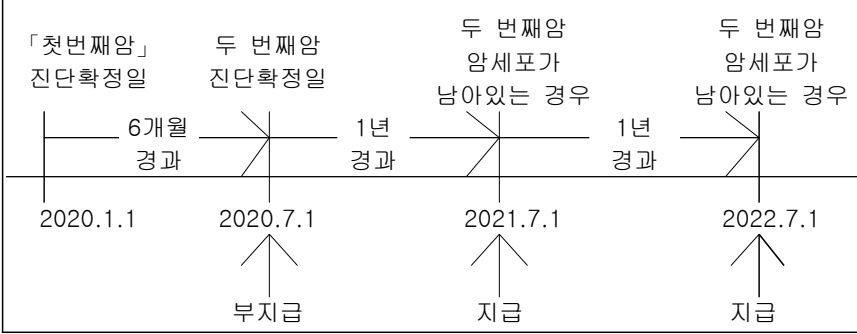 「첫번째암」
진단확정일
두 번째암
진단확정일
두 번째암
암세포가
남아있는 경우
두 번째암
암세포가
남아있는 경우
6개월
경과
1년
경과
1년
경과
2020.1.1
2020.7.1
2021.7.1
2022.7.1
부지급
지급
지급